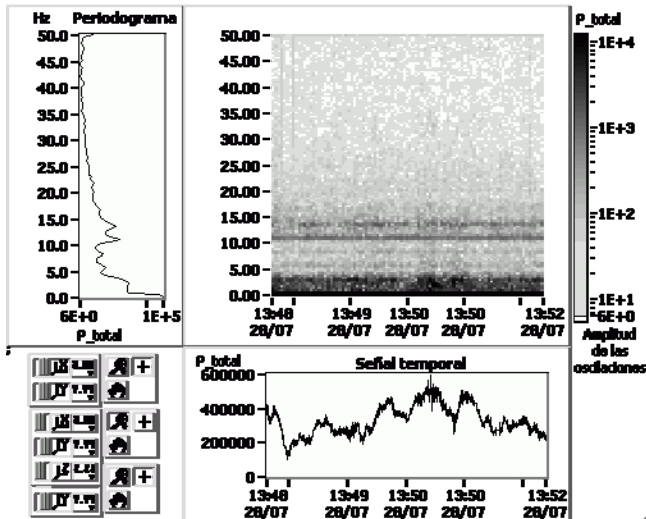 Hz Periodograma
50.0
45.0
40.0
35.0
30.0
25.0
20.0
15.0
10.0
5.0
0.0
6E+0 1E+5
P_total
50.00
45.00
40.00
35.00
30.00
25.00
20.00
15.00
10.00
5.00
0.00
13:48 13:49 13:50 13:50 13:52
28/07 28/07 28/07 28/07 28/07
P_total
1E+4
1E+3
1E+2
1E+1
6E+0
Amplitud
de las
oscilaciones
P_total Señal temporal
600000
400000
200000
0
13:48 13:49 13:50 13:50 13:52
28/07 28/07 28/07 28/07 28/07